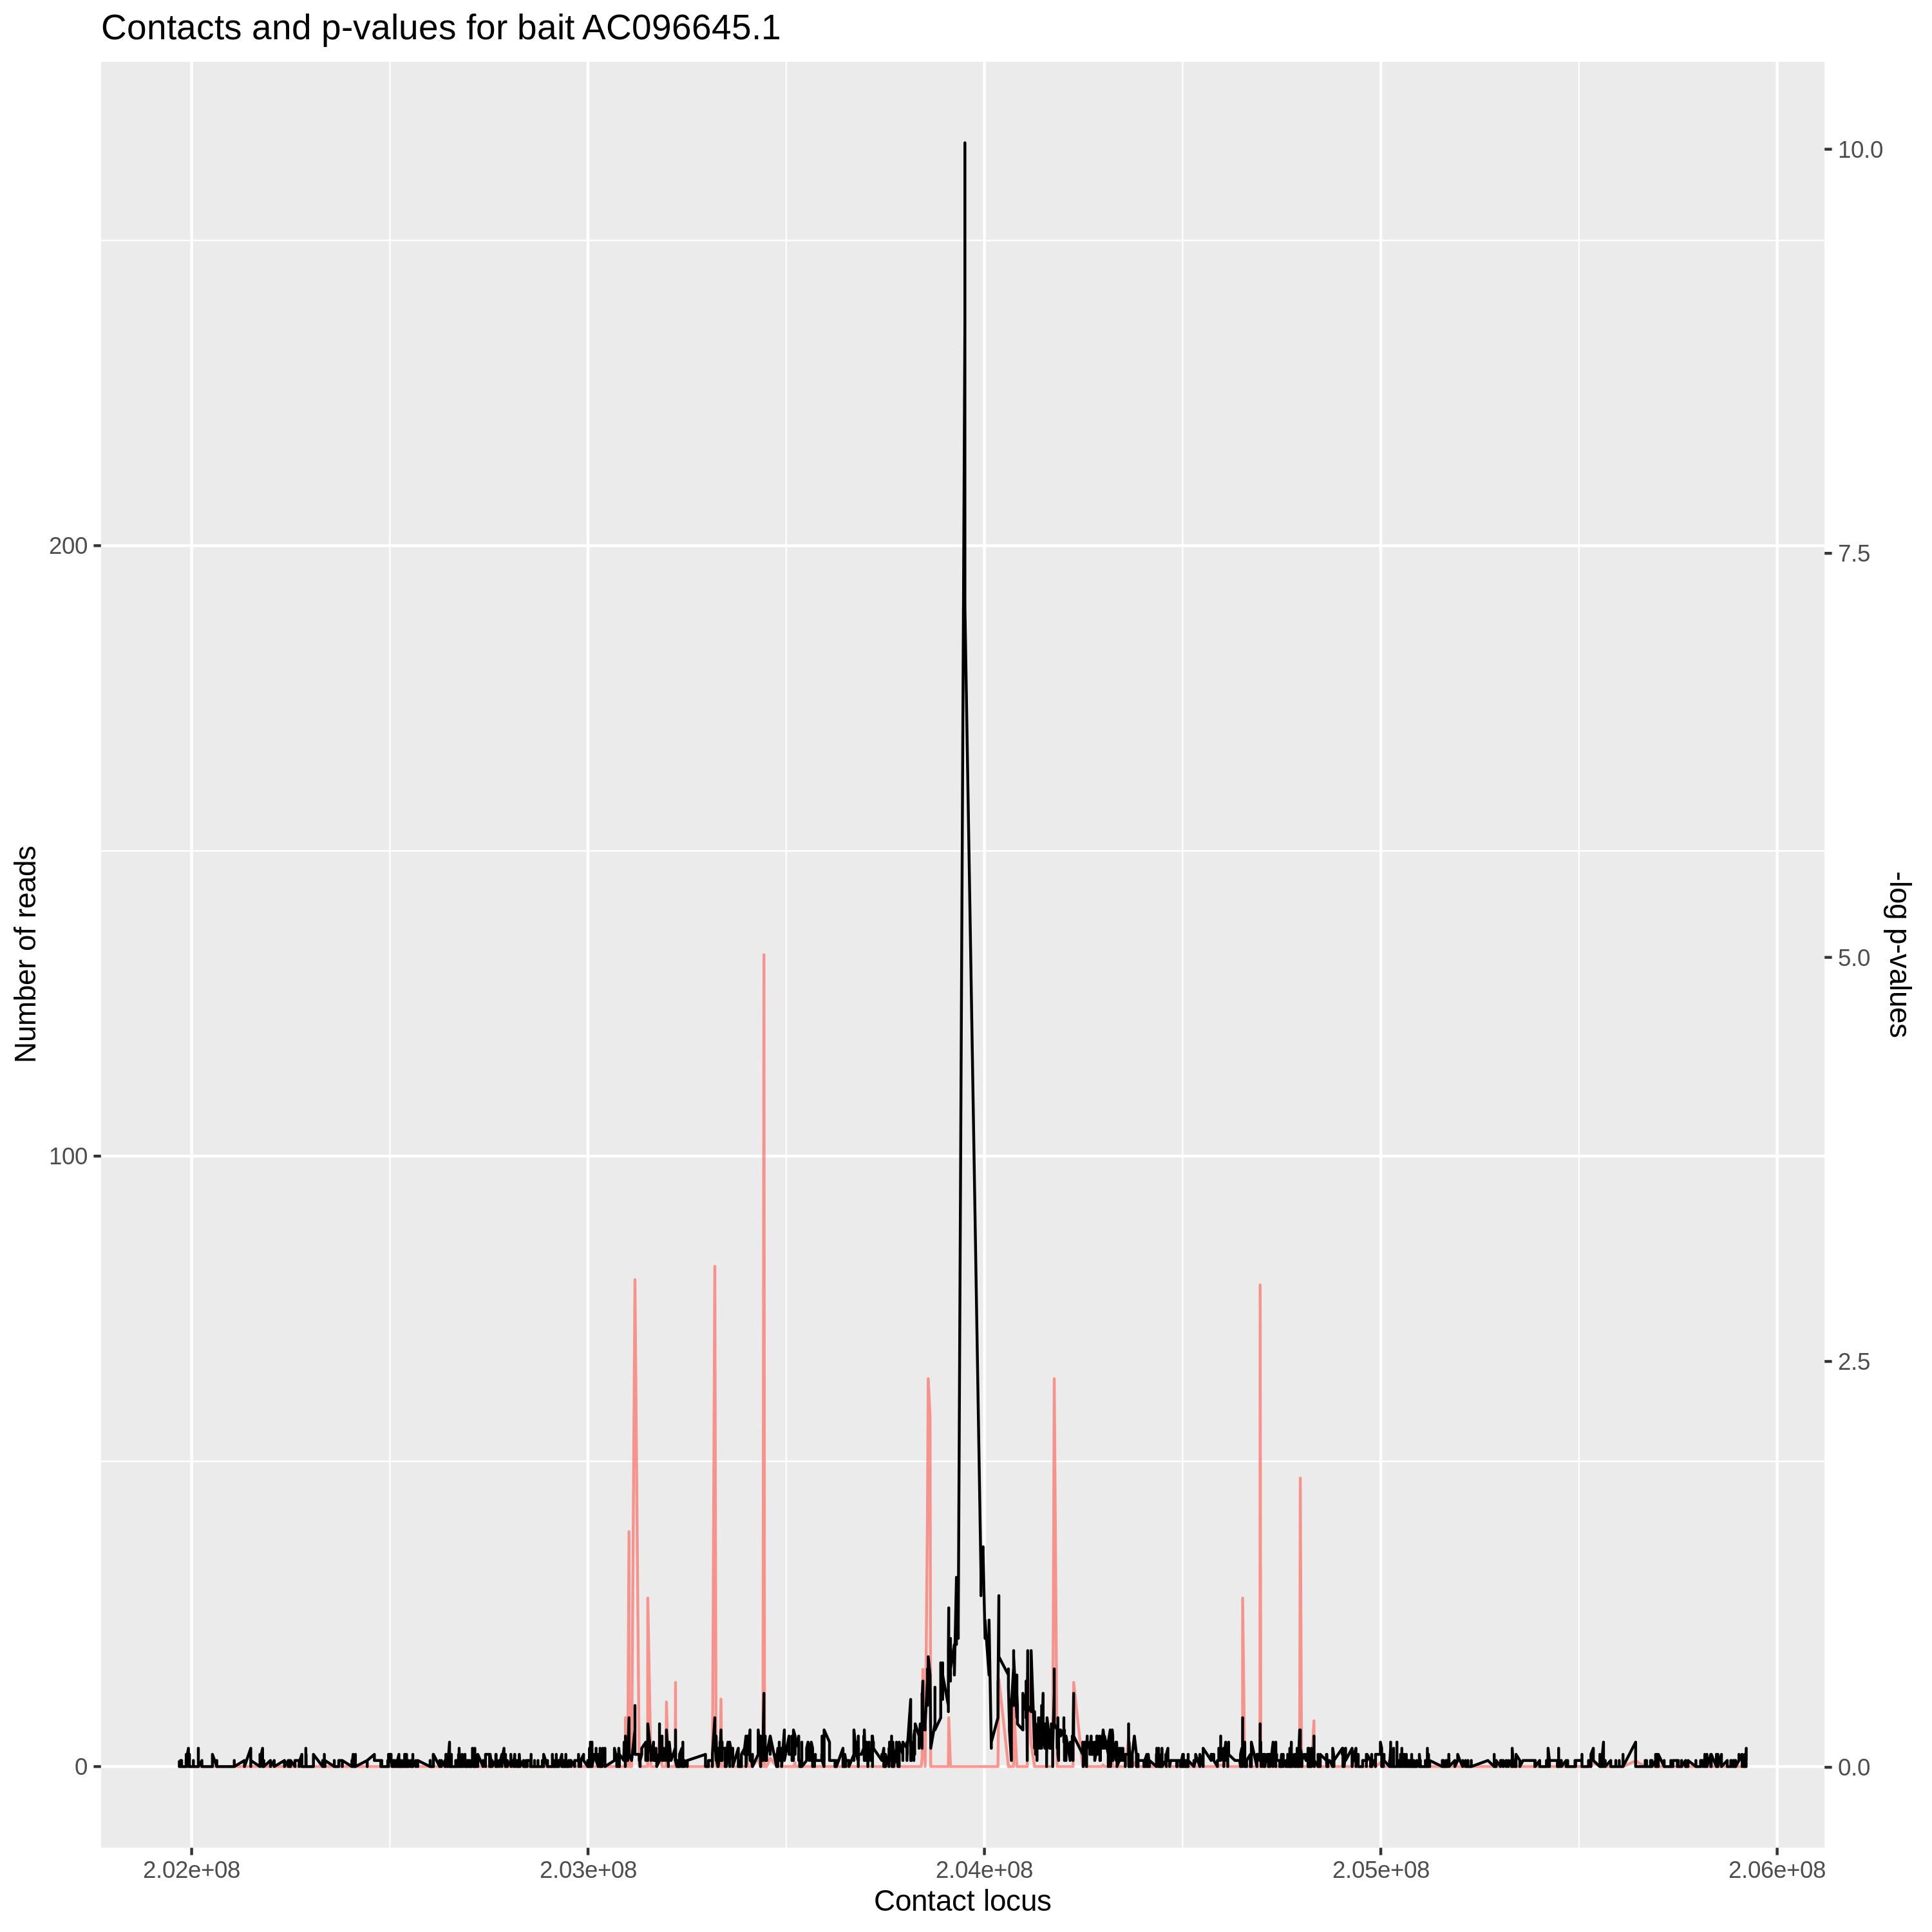 Contacts and p-values for bait AC096645.1
10.0
200
7.5
Number of reads
-log p-values
5.0
100
2.5
0
0.0
2.02e+08 2.03e+08 2.04e+08 2.05e+08 2.06e+08
Contact locus